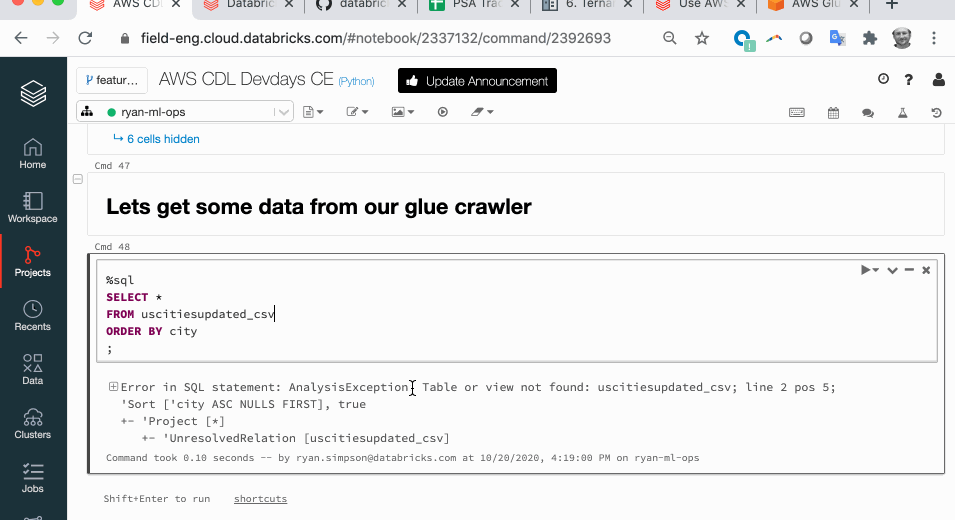 AWS CDL
Databric
databric
PSA Trac
6. Ternar
Use AWS
AWS Glu
field-eng.cloud.databricks.com/#notebook/2337132/command/2392693
featur...
AWS CDL Devdays CE (Python)
Update Announcement
?
ryan-ml-ops
6 cells hidden
Cmd 47
Lets get some data from our glue crawler
Cmd 48
%sql
SELECT *
FROM uscitiesupdated_csv
ORDER BY city
;
Error in SQL statement: AnalysisException: Table or view not found: uscitiesupdated_csv; line 2 pos 5;
'Sort ['city ASC NULLS FIRST], true
+- 'Project [*]
+- 'UnresolvedRelation [uscitiesupdated_csv]
Command took 0.10 seconds -- by ryan.simpson@databricks.com at 10/20/2020, 4:19:00 PM on ryan-ml-ops
Shift+Enter to run shortcuts
Home
Workspace
Projects
Recents
Data
Clusters
Jobs